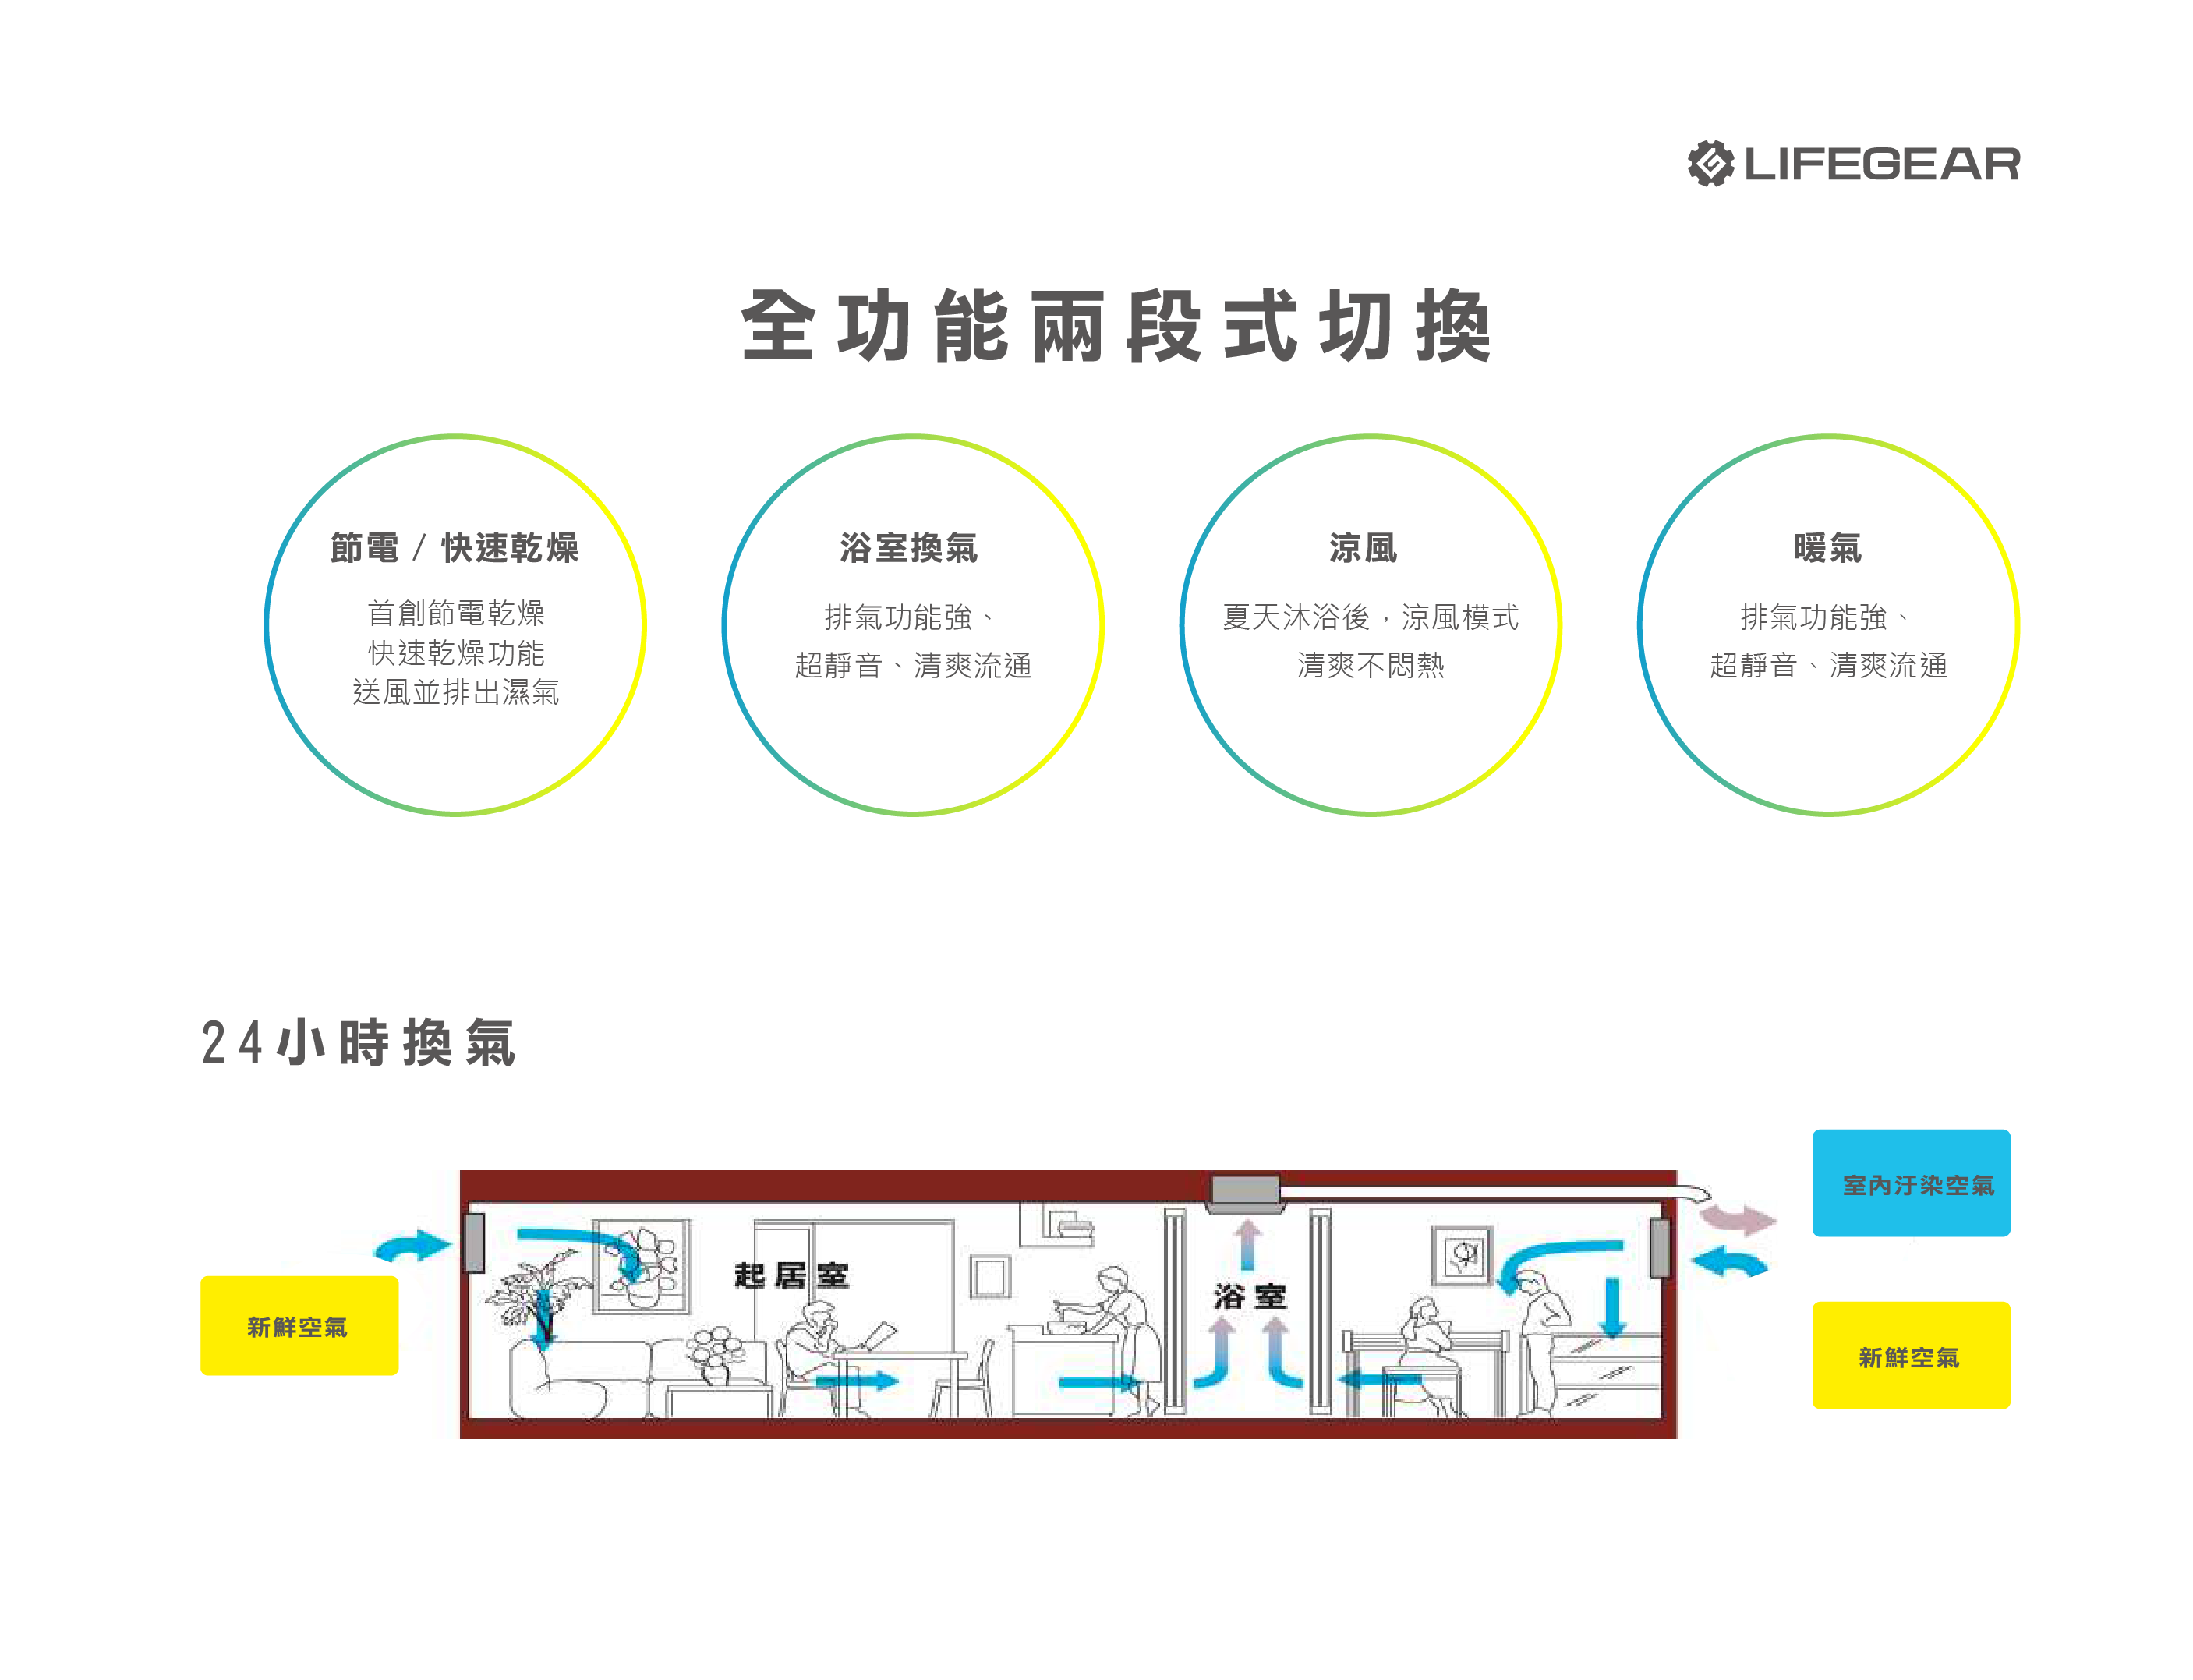 LIFEGEAR
全功能兩段式切換
節電 / 快速乾燥
首創節電乾燥
快速乾燥功能
送風並排出濕氣
浴室換氣
排氣功能強、
超靜音、清爽流通
涼風
夏天沐浴後，涼風模式
清爽不悶熱
暖氣
排氣功能強、
超靜音、清爽流通
24小時換氣
室內汙染空氣
起居室
浴室
新鮮空氣
新鮮空氣